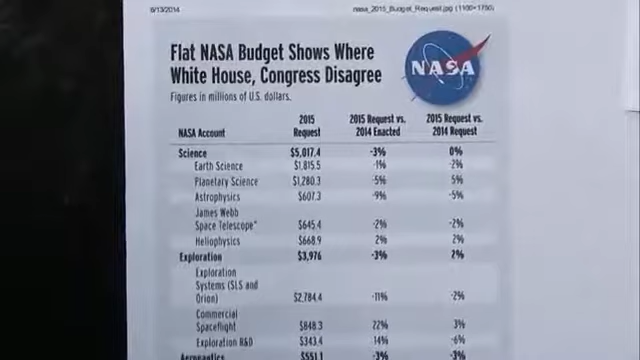 6/13/2014 nasa_2015_Budget_Request.jpg (1100×1750)
Flat NASA Budget Shows Where
White House, Congress Disagree
Figures in millions of U.S. dollars.
NASA
NASA Account 2015 Request 2015 Request vs. 2014 Enacted 2015 Request vs. 2014 Request
Science $5,017.4 -3% 0%
Earth Science $1,815.5 -1% -2%
Planetary Science $1,280.3 -5% 5%
Astrophysics $607.3 -9% -5%
James Webb
Space Telescope* $645.4 -2% -2%
Heliophysics $668.9 2% 2%
Exploration $3,976 -3% 2%
Exploration
Systems (SLS and
Orion) $2,784.4 -11% -2%
Commercial
Spaceflight $848.3 22% 3%
Exploration R&D $343.4 14% -6%
Aeronautics $551.1 -3% -3%